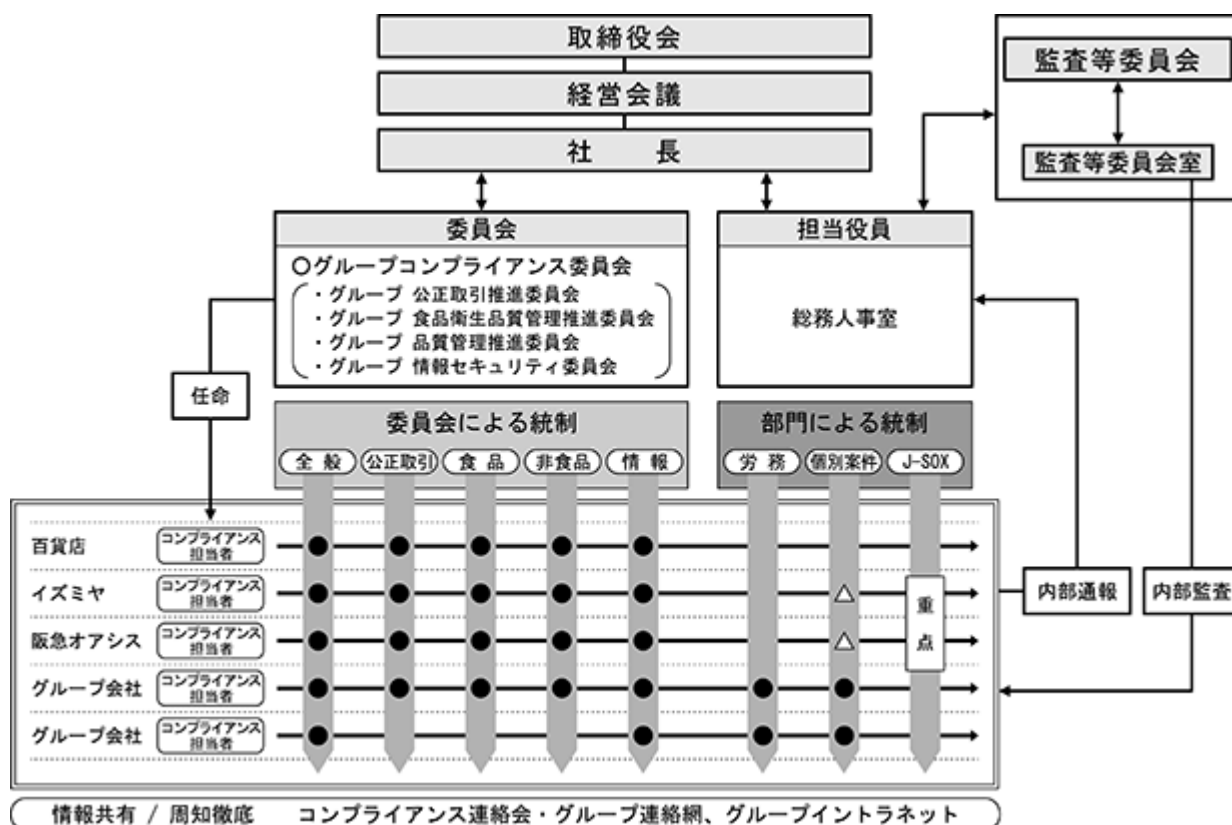 取締役会
経営会議
社　　長
監査等委員会
監査等委員会室
委員会
○グループコンプライアンス委員会
・グループ 公正取引推進委員会
・グループ 食品衛生品質管理推進委員会
・グループ 品質管理推進委員会
・グループ 情報セキュリティ委員会
担当役員
総務人事室
任命
委員会による統制
全 般
公正取引
食 品
非食品
情 報
部門による統制
労 務
個別案件
J-SOX
百貨店
コンプライアンス
担当者
イズミヤ
コンプライアンス
担当者
阪急オアシス
コンプライアンス
担当者
グループ会社
コンプライアンス
担当者
グループ会社
コンプライアンス
担当者
重
点
内部通報
内部監査
情報共有 / 周知徹底　　コンプライアンス連絡会・グループ連絡網、グループイントラネット